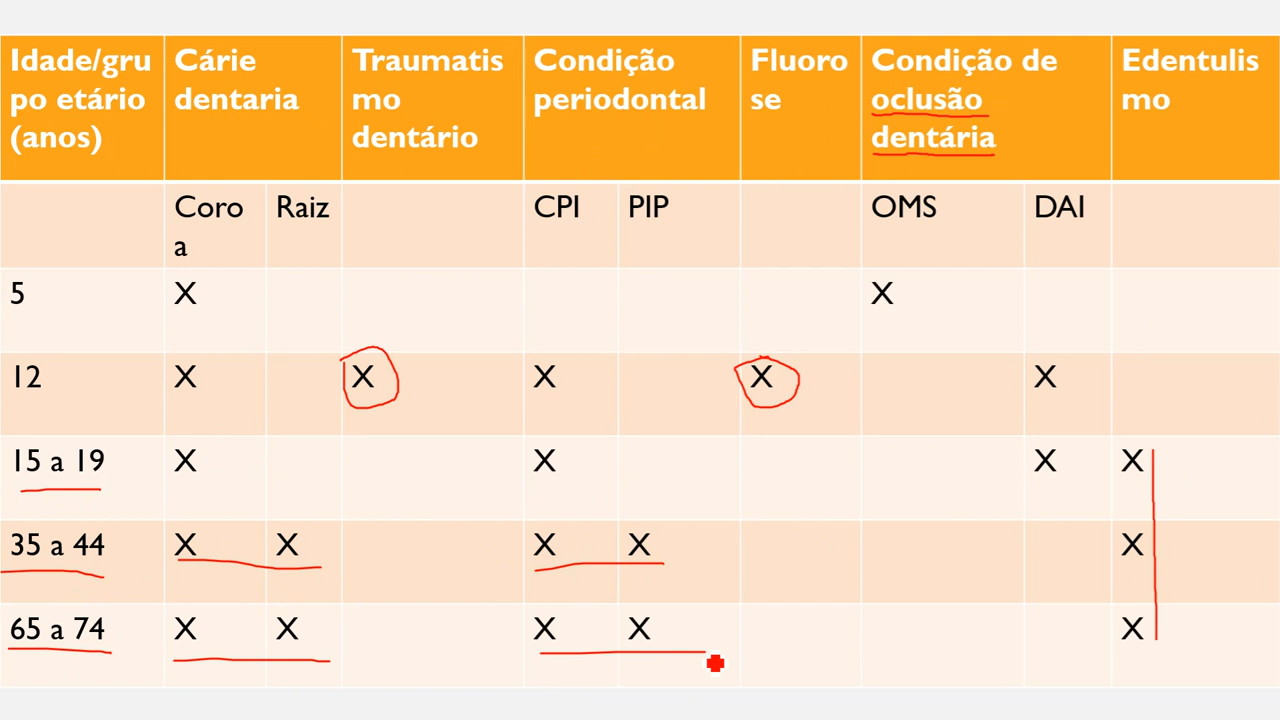 Idade/gru
po etário
(anos)
Cárie
dentaria
Traumatis
mo
dentário
Condição
periodontal
Fluoro
se
Condição de
oclusão
dentária
Edentulis
mo
Coro
a
Raiz
CPI
PIP
OMS
DAI
5
X
X
12
X
X
X
X
X
15 a 19
X
X
X
X
35 a 44
X
X
X
X
X
65 a 74
X
X
X
X
X